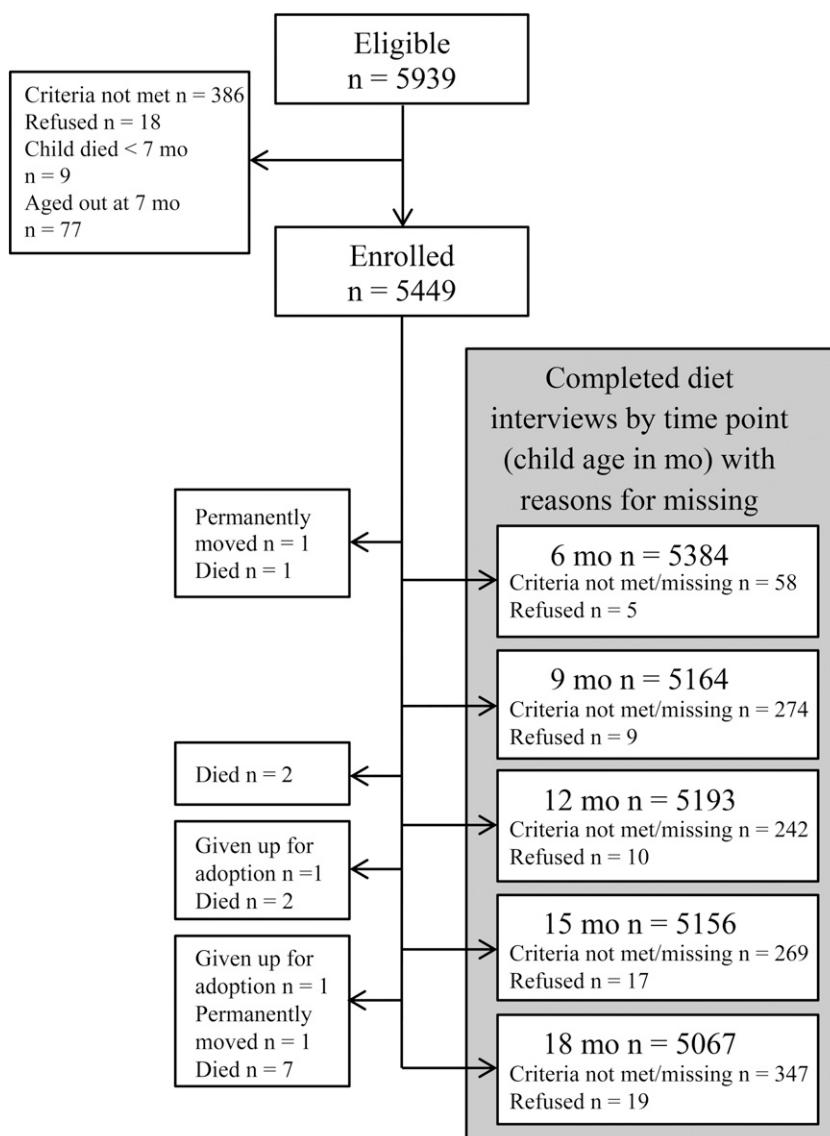 Eligible
n = 5939
Criteria not met n = 386
Refused n = 18
Child died < 7 mo
n = 9
Aged out at 7 mo
n = 77
Enrolled
n = 5449
Completed diet
interviews by time point
(child age in mo) with
reasons for missing
Permanently
moved n = 1
Died n = 1
6 mo n = 5384
Criteria not met/missing n = 58
Refused n = 5
9 mo n = 5164
Criteria not met/missing n = 274
Refused n = 9
Died n = 2
12 mo n = 5193
Criteria not met/missing n = 242
Refused n = 10
Given up for
adoption n =1
Died n = 2
15 mo n = 5156
Criteria not met/missing n = 269
Refused n = 17
Given up for
adoption n = 1
Permanently
moved n = 1
Died n = 7
18 mo n = 5067
Criteria not met/missing n = 347
Refused n = 19